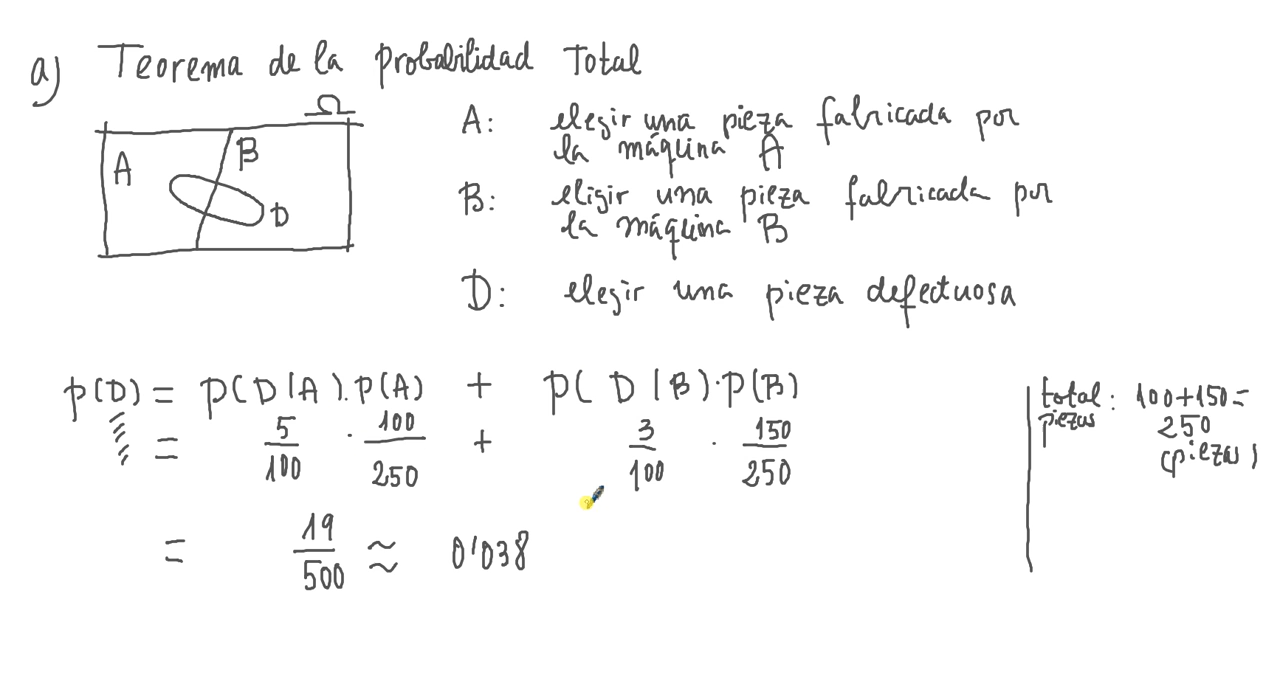 a) Teorema de la probabilidad Total
Ω
A B D
A: elegir una pieza fabricada por
la máquina A
B: eligir una pieza fabricada por
la máquina B
D: elegir una pieza defectuosa
p(D) = p(D|A).p(A) + p(D|B)·p(B)
= 5/100 · 100/250 + 3/100 · 150/250
= 19/500 ≈ 0'038
total: 100+150=
piezas 250
(piezas)